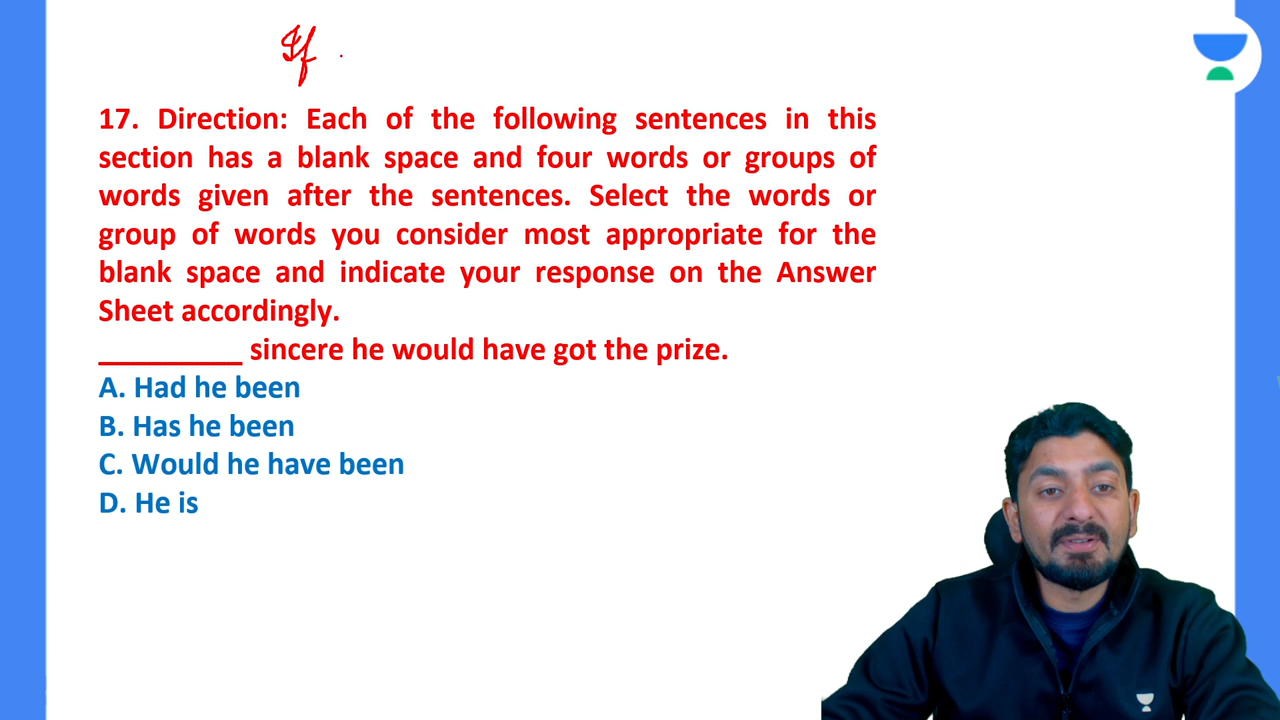 If
17. Direction: Each of the following sentences in this
section has a blank space and four words or groups of
words given after the sentences. Select the words or
group of words you consider most appropriate for the
blank space and indicate your response on the Answer
Sheet accordingly.
_________ sincere he would have got the prize.
A. Had he been
B. Has he been
C. Would he have been
D. He is